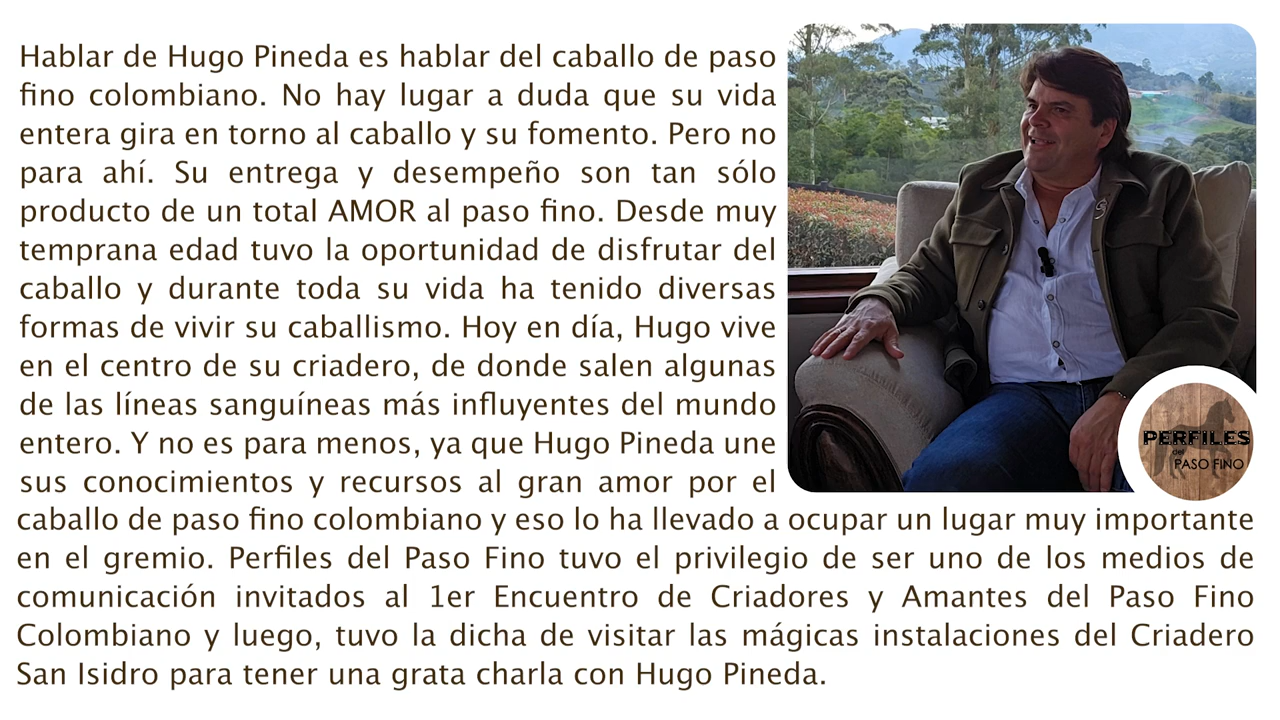 Hablar de Hugo Pineda es hablar del caballo de paso
fino colombiano. No hay lugar a duda que su vida
entera gira en torno al caballo y su fomento. Pero no
para ahí. Su entrega y desempeño son tan sólo
producto de un total AMOR al paso fino. Desde muy
temprana edad tuvo la oportunidad de disfrutar del
caballo y durante toda su vida ha tenido diversas
formas de vivir su caballismo. Hoy en día, Hugo vive
en el centro de su criadero, de donde salen algunas
de las líneas sanguíneas más influyentes del mundo
entero. Y no es para menos, ya que Hugo Pineda une
sus conocimientos y recursos al gran amor por el
caballo de paso fino colombiano y eso lo ha llevado a ocupar un lugar muy importante
en el gremio. Perfiles del Paso Fino tuvo el privilegio de ser uno de los medios de
comunicación invitados al 1er Encuentro de Criadores y Amantes del Paso Fino
Colombiano y luego, tuvo la dicha de visitar las mágicas instalaciones del Criadero
San Isidro para tener una grata charla con Hugo Pineda.
PERFILES
del
PASO FINO